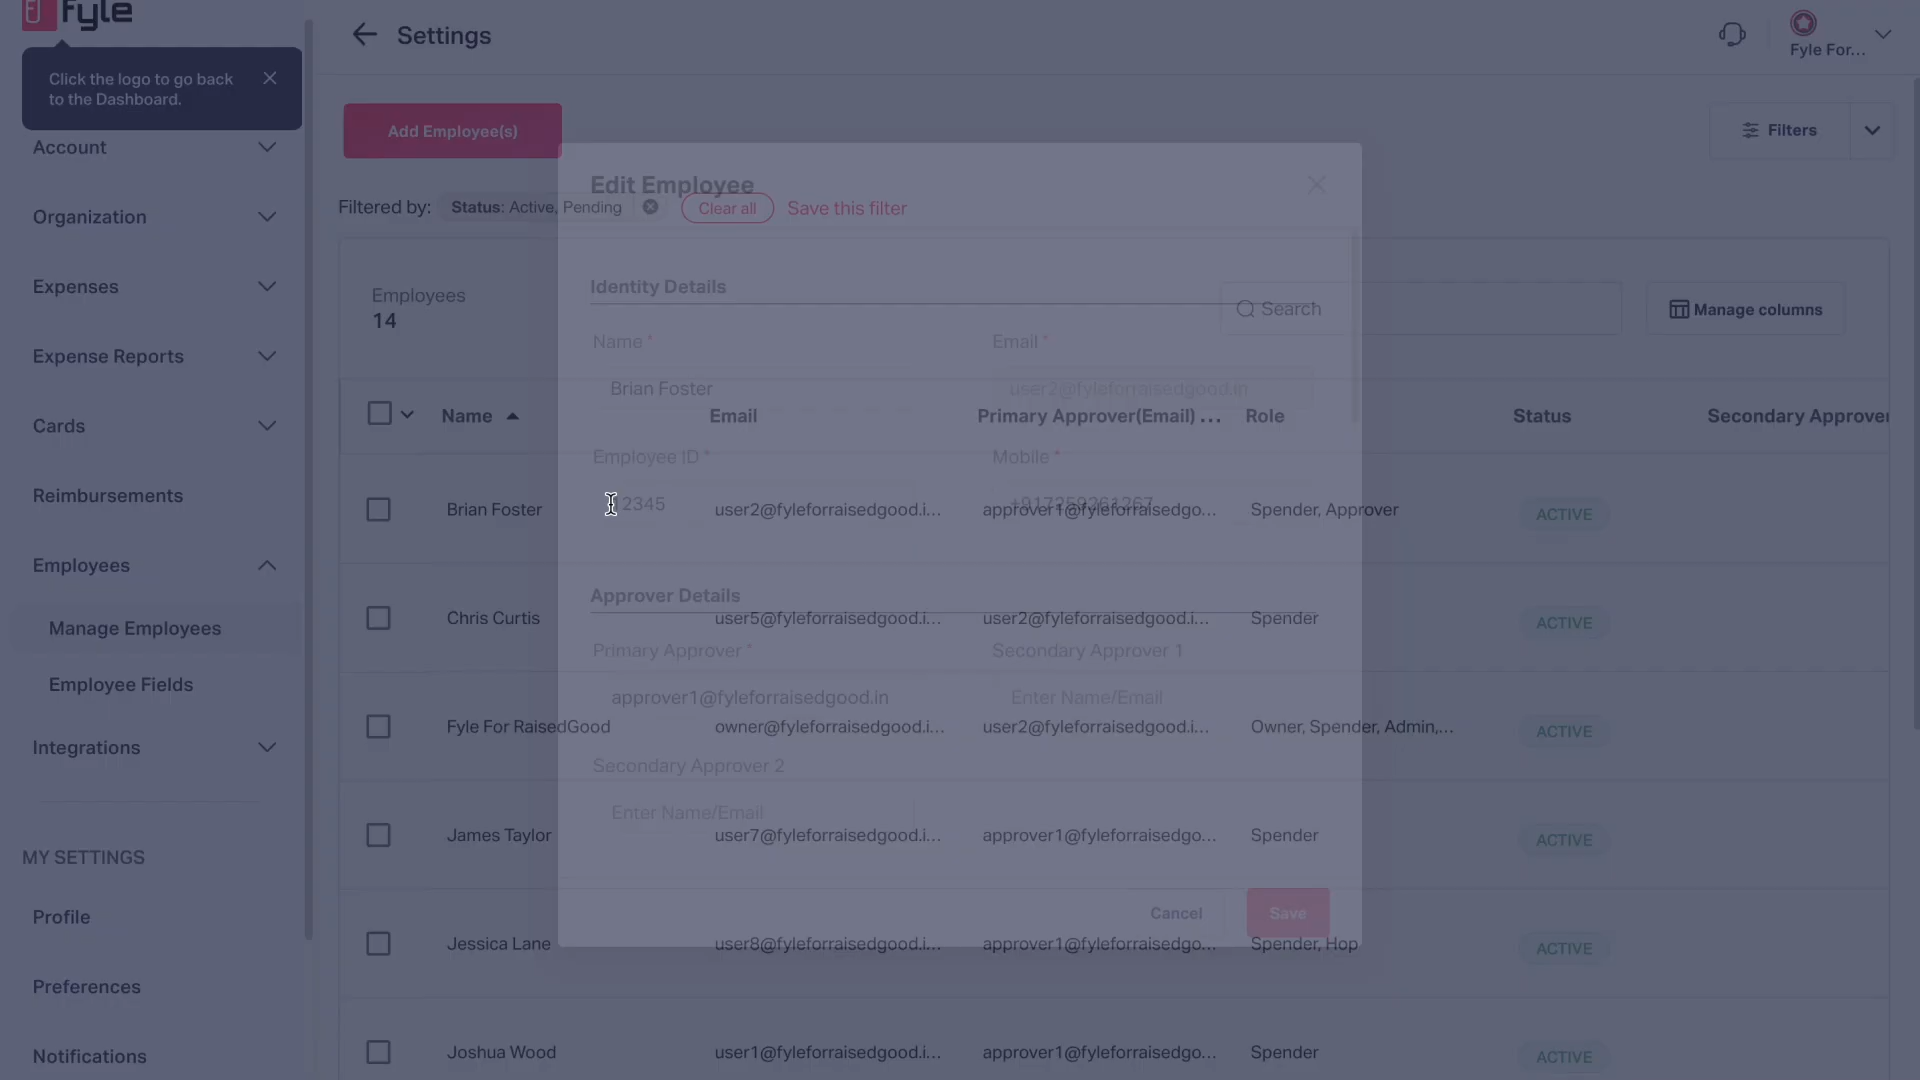 Fyle
Click the logo to go back
to the Dashboard.
Account
Organization
Expenses
Expense Reports
Cards
Reimbursements
Employees
Manage Employees
Employee Fields
Integrations
MY SETTINGS
Profile
Preferences
Notifications
Settings
Fyle For...
Add Employee(s)
Filters
Filtered by: Status: Active, Pending Clear all Save this filter
Employees
14
Search
Manage columns
Name Email Primary Approver(Email) ... Role Status Secondary Approver
Brian Foster user2@fyleforraisedgood.i... approver1@fyleforraisedgo... Spender, Approver ACTIVE
Chris Curtis user5@fyleforraisedgood.i... user2@fyleforraisedgood.i... Spender ACTIVE
Fyle For RaisedGood owner@fyleforraisedgood.i... user2@fyleforraisedgood.i... Owner, Spender, Admin,... ACTIVE
James Taylor user7@fyleforraisedgood.i... approver1@fyleforraisedgo... Spender ACTIVE
Jessica Lane user8@fyleforraisedgood.i... approver1@fyleforraisedgo... Spender, Hop ACTIVE
Joshua Wood user1@fyleforraisedgood.i... approver1@fyleforraisedgo... Spender ACTIVE
Edit Employee
Identity Details
Name * Email *
Brian Foster user2@fyleforraisedgood.in
Employee ID * Mobile *
12345
Approver Details
Primary Approver * Secondary Approver 1
approver1@fyleforraisedgood.in Enter Name/Email
Secondary Approver 2
Enter Name/Email
Cancel Save